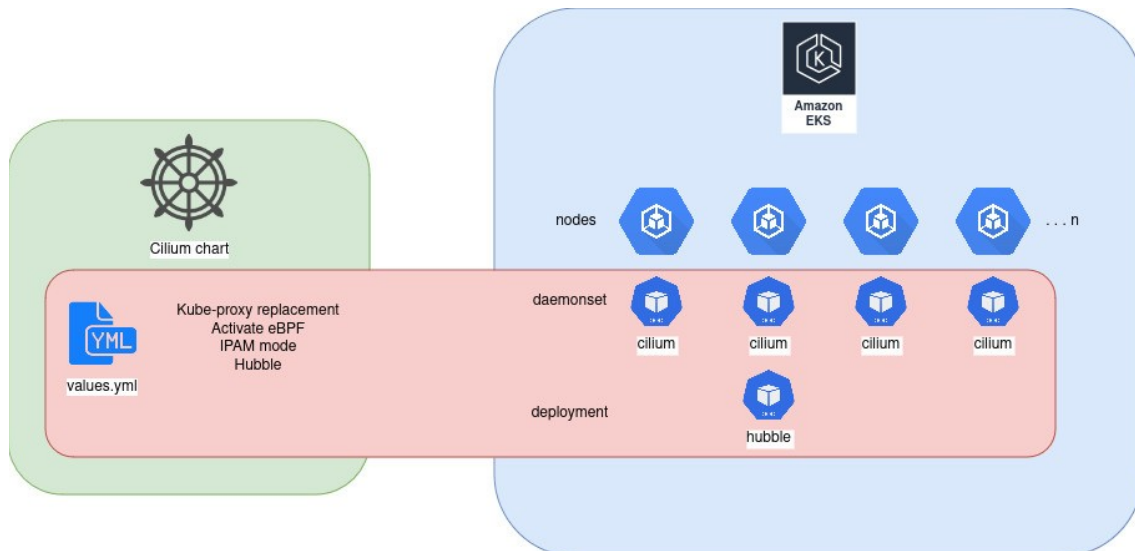 Amazon
EKS
Cilium chart
nodes
. . . n
Kube-proxy replacement
Activate eBPF
IPAM mode
Hubble
YML
values.yml
daemonset
cilium
cilium
cilium
cilium
deployment
hubble